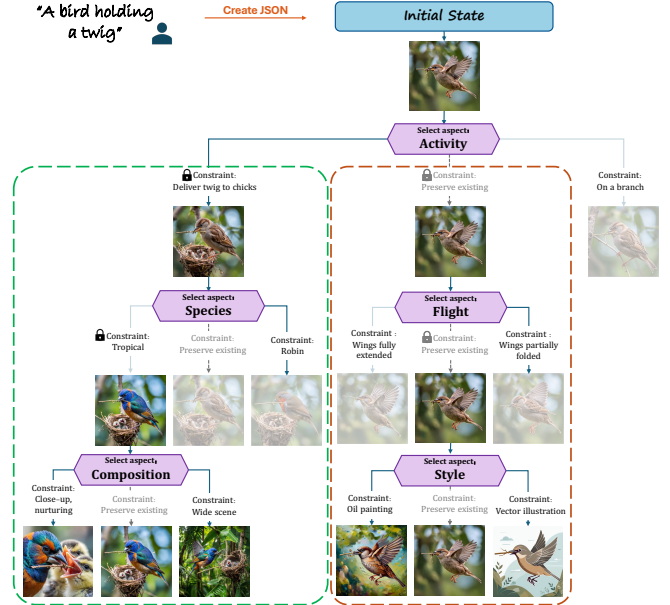 "A bird holding
a twig"
Create JSON
Initial State
Select aspect:
Activity
Constraint:
Deliver twig to chicks
Constraint:
Preserve existing
Constraint:
On a branch
Select aspect:
Species
Select aspect:
Flight
Constraint:
Tropical
Constraint:
Preserve existing
Constraint:
Robin
Constraint :
Wings fully
extended
Constraint:
Preserve existing
Constraint :
Wings partially
folded
Select aspect:
Composition
Select aspect:
Style
Constraint:
Close-up,
nurturing
Constraint:
Preserve existing
Constraint:
Wide scene
Constraint:
Oil painting
Constraint:
Preserve existing
Constraint:
Vector illustration